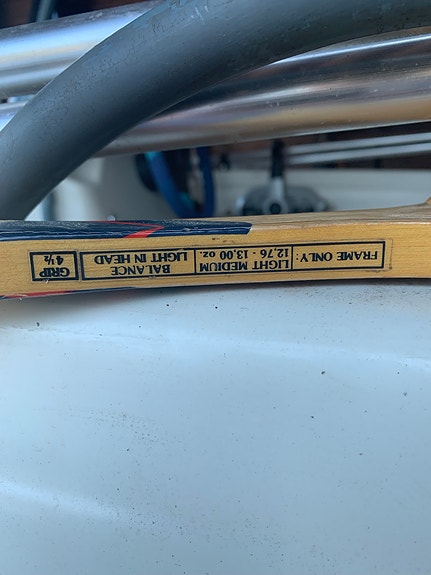 FRAME ONLY:
LIGHT MEDIUM
12,76 - 13,00 oz.
BALANCE
LIGHT IN HEAD
GRIP
4½